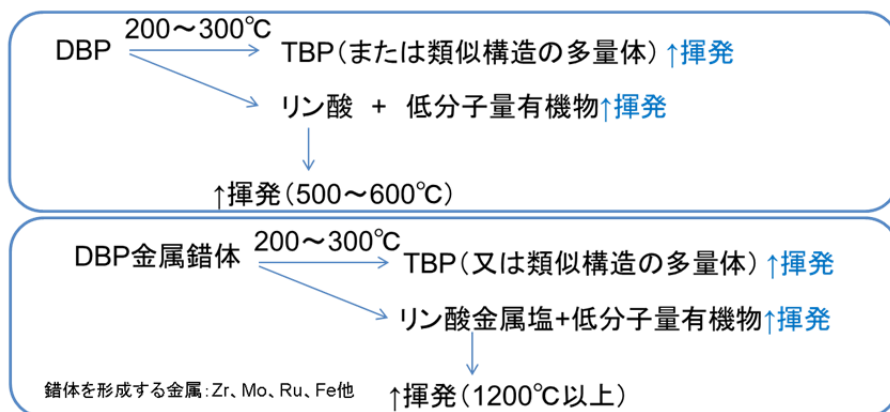 200～300℃
DBP
TBP(または類似構造の多量体) ↑揮発
リン酸 + 低分子量有機物↑揮発
↑揮発(500～600℃)
200～300℃
DBP金属錯体
TBP(又は類似構造の多量体) ↑揮発
リン酸金属塩+低分子量有機物↑揮発
錯体を形成する金属:Zr、Mo、Ru、Fe他
↑揮発(1200℃以上)